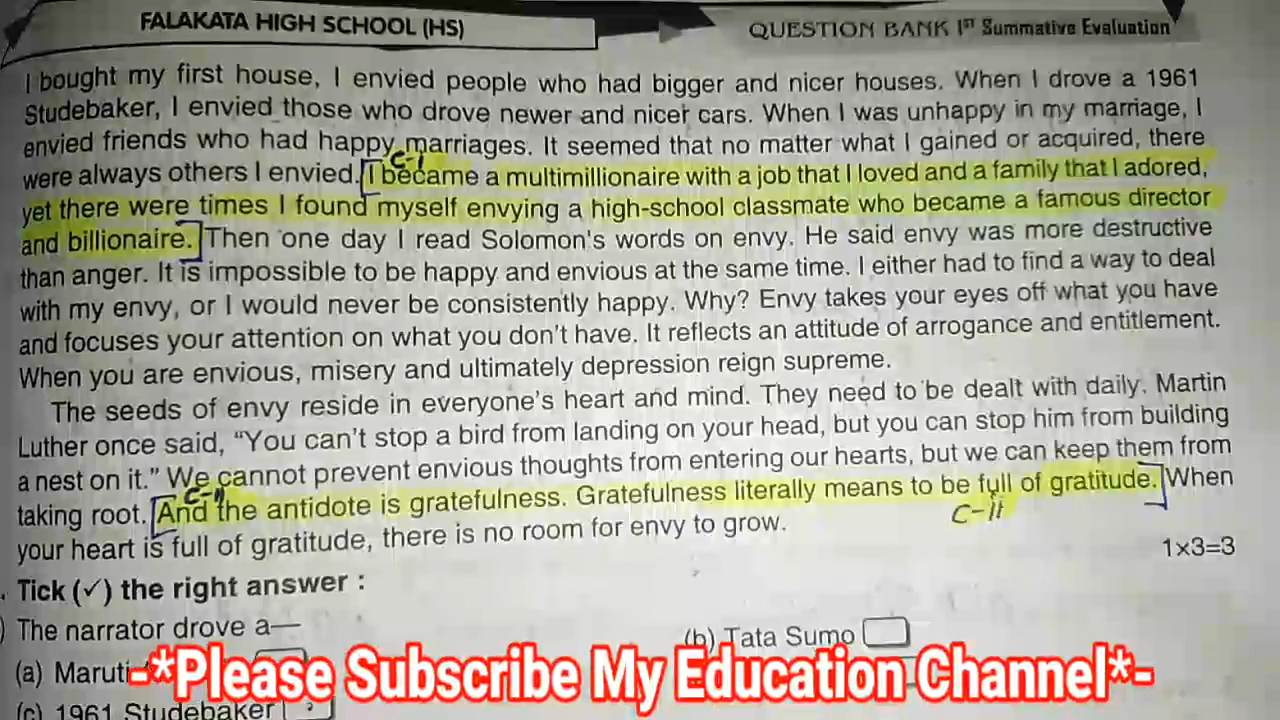 FALAKATA HIGH SCHOOL (HS)
QUESTION BANK 1ST Summative Evaluation
I bought my first house, I envied people who had bigger and nicer houses. When I drove a 1961
Studebaker, I envied those who drove newer and nicer cars. When I was unhappy in my marriage, I
envied friends who had happy marriages. It seemed that no matter what I gained or acquired, there
C-I
were always others I envied. I became a multimillionaire with a job that I loved and a family that I adored,
yet there were times I found myself envying a high-school classmate who became a famous director
and billionaire. Then one day I read Solomon's words on envy. He said envy was more destructive
than anger. It is impossible to be happy and envious at the same time. I either had to find a way to deal
with my envy, or I would never be consistently happy. Why? Envy takes your eyes off what you have
and focuses your attention on what you don't have. It reflects an attitude of arrogance and entitlement.
When you are envious, misery and ultimately depression reign supreme.
The seeds of envy reside in everyone's heart and mind. They need to be dealt with daily. Martin
Luther once said, "You can't stop a bird from landing on your head, but you can stop him from building
a nest on it." We cannot prevent envious thoughts from entering our hearts, but we can keep them from
C-II
taking root. And the antidote is gratefulness. Gratefulness literally means to be full of gratitude. When
C-II
your heart is full of gratitude, there is no room for envy to grow.
1×3=3
. Tick (✓) the right answer :
) The narrator drove a—
(a) Maruti
(b) Tata Sumo
-*Please Subscribe My Education Channel*-
(c) 1961 Studebaker